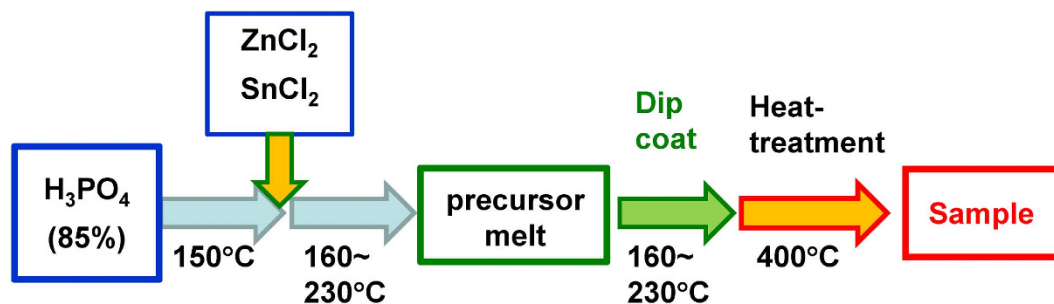 ZnCl₂
SnCl₂
H₃PO₄
(85%)
150°C
160~
230°C
precursor
melt
Dip
coat
160~
230°C
Heat-
treatment
400°C
Sample